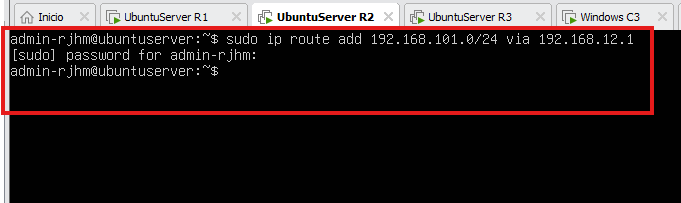 Inicio UbuntuServer R1 UbuntuServer R2 UbuntuServer R3 Windows C3
admin-rjhm@ubuntuserver:~$ sudo ip route add 192.168.101.0/24 via 192.168.12.1
[sudo] password for admin-rjhm:
admin-rjhm@ubuntuserver:~$